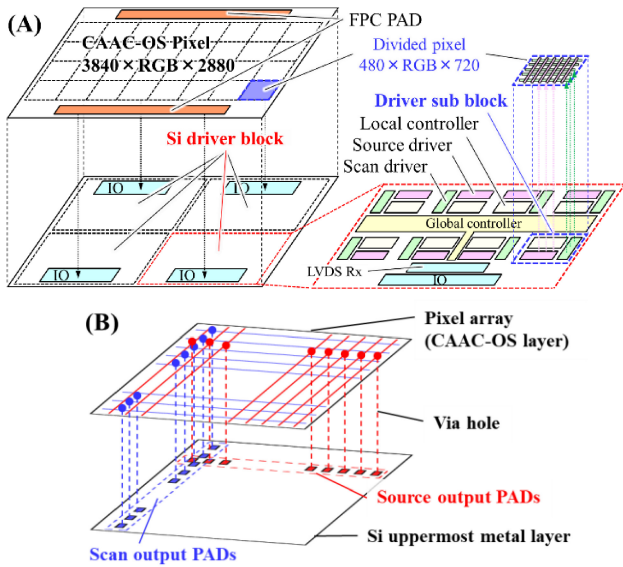 (A)
FPC PAD
CAAC-OS Pixel
3840×RGB×2880
Divided pixel
480×RGB×720
Driver sub block
Local controller
Source driver
Scan driver
Si driver block
IO
IO
IO
IO
Global controller
LVDS Rx
IO
(B)
Pixel array
(CAAC-OS layer)
Via hole
Source output PADs
Scan output PADs
Si uppermost metal layer